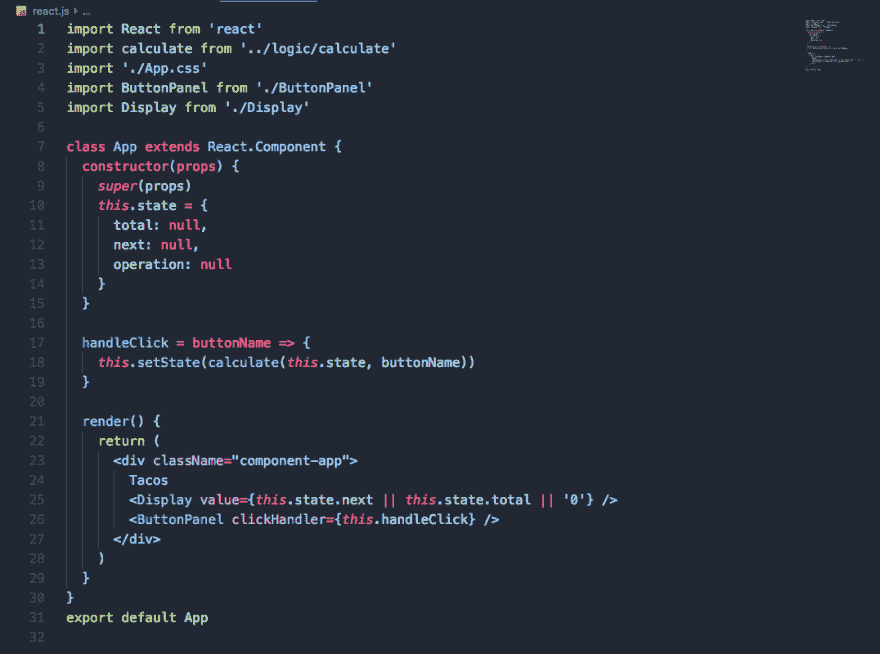 react.js › ...
1 import React from 'react'
2 import calculate from '../logic/calculate'
3 import './App.css'
4 import ButtonPanel from './ButtonPanel'
5 import Display from './Display'
6
7 class App extends React.Component {
8   constructor(props) {
9     super(props)
10     this.state = {
11       total: null,
12       next: null,
13       operation: null
14     }
15   }
16
17   handleClick = buttonName => {
18     this.setState(calculate(this.state, buttonName))
19   }
20
21   render() {
22     return (
23       <div className="component-app">
24         Tacos
25         <Display value={this.state.next || this.state.total || '0'} />
26         <ButtonPanel clickHandler={this.handleClick} />
27       </div>
28     )
29   }
30 }
31 export default App
32